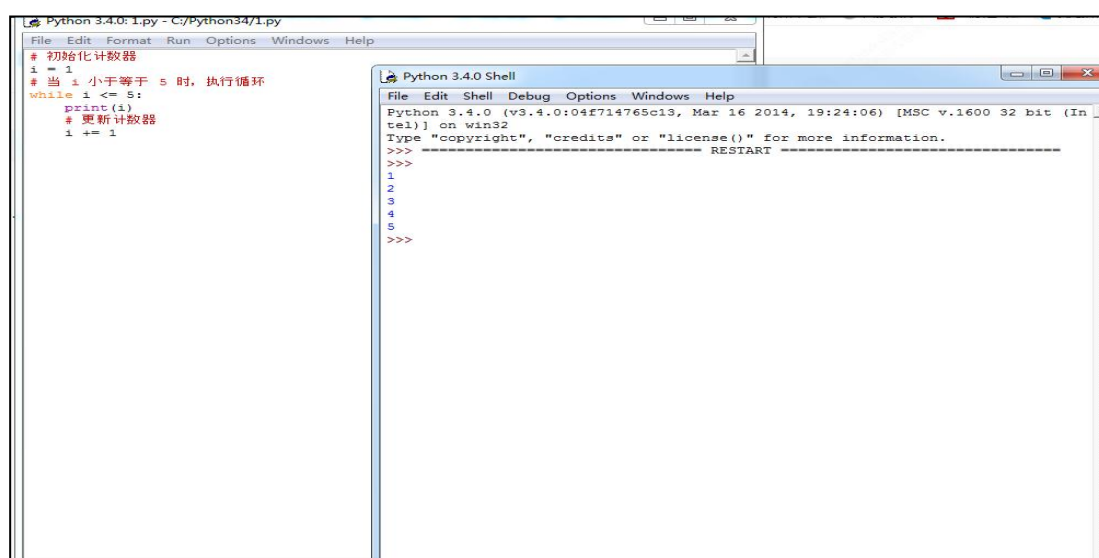 Python 3.4.0: 1.py - C:/Python34/1.py
File Edit Format Run Options Windows Help
# 初始化计数器
i = 1
# 当 i 小于等于 5 时，执行循环
while i <= 5:
    print(i)
    # 更新计数器
    i += 1
Python 3.4.0 Shell
File Edit Shell Debug Options Windows Help
Python 3.4.0 (v3.4.0:04f714765c13, Mar 16 2014, 19:24:06) [MSC v.1600 32 bit (In
tel)] on win32
Type "copyright", "credits" or "license()" for more information.
>>> ================================ RESTART ================================
>>>
1
2
3
4
5
>>>